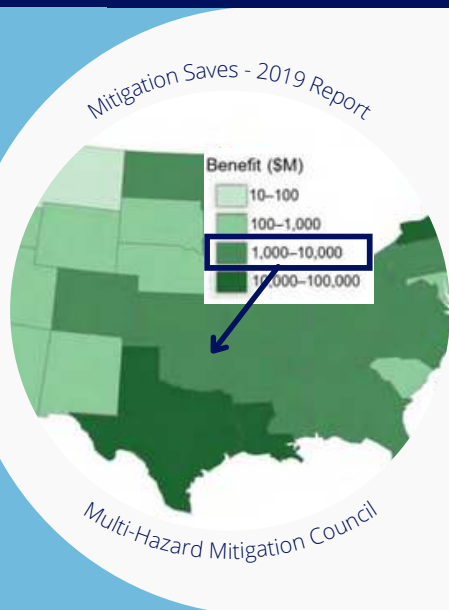 Mitigation Saves - 2019 Report
Benefit ($M)
10–100
100–1,000
1,000–10,000
10,000–100,000
Multi-Hazard Mitigation Council